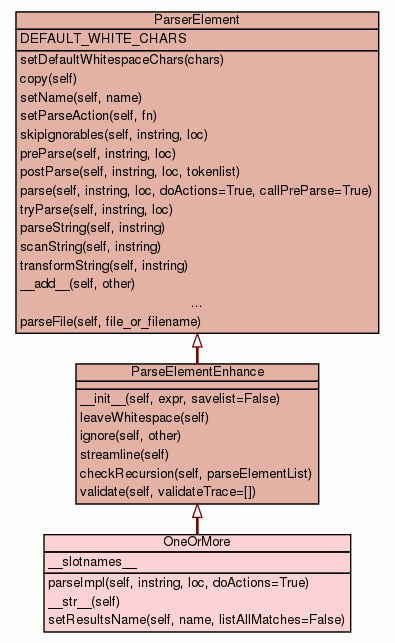 ParserElement
DEFAULT_WHITE_CHARS
setDefaultWhitespaceChars(chars)
copy(self)
setName(self, name)
setParseAction(self, fn)
skipIgnorables(self, instring, loc)
preParse(self, instring, loc)
postParse(self, instring, loc, tokenlist)
parse(self, instring, loc, doActions=True, callPreParse=True)
tryParse(self, instring, loc)
parseString(self, instring)
scanString(self, instring)
transformString(self, instring)
__add__(self, other)
...
parseFile(self, file_or_filename)
ParseElementEnhance
__init__(self, expr, savelist=False)
leaveWhitespace(self)
ignore(self, other)
streamline(self)
checkRecursion(self, parseElementList)
validate(self, validateTrace=[])
OneOrMore
__slotnames__
parseImpl(self, instring, loc, doActions=True)
__str__(self)
setResultsName(self, name, listAllMatches=False)